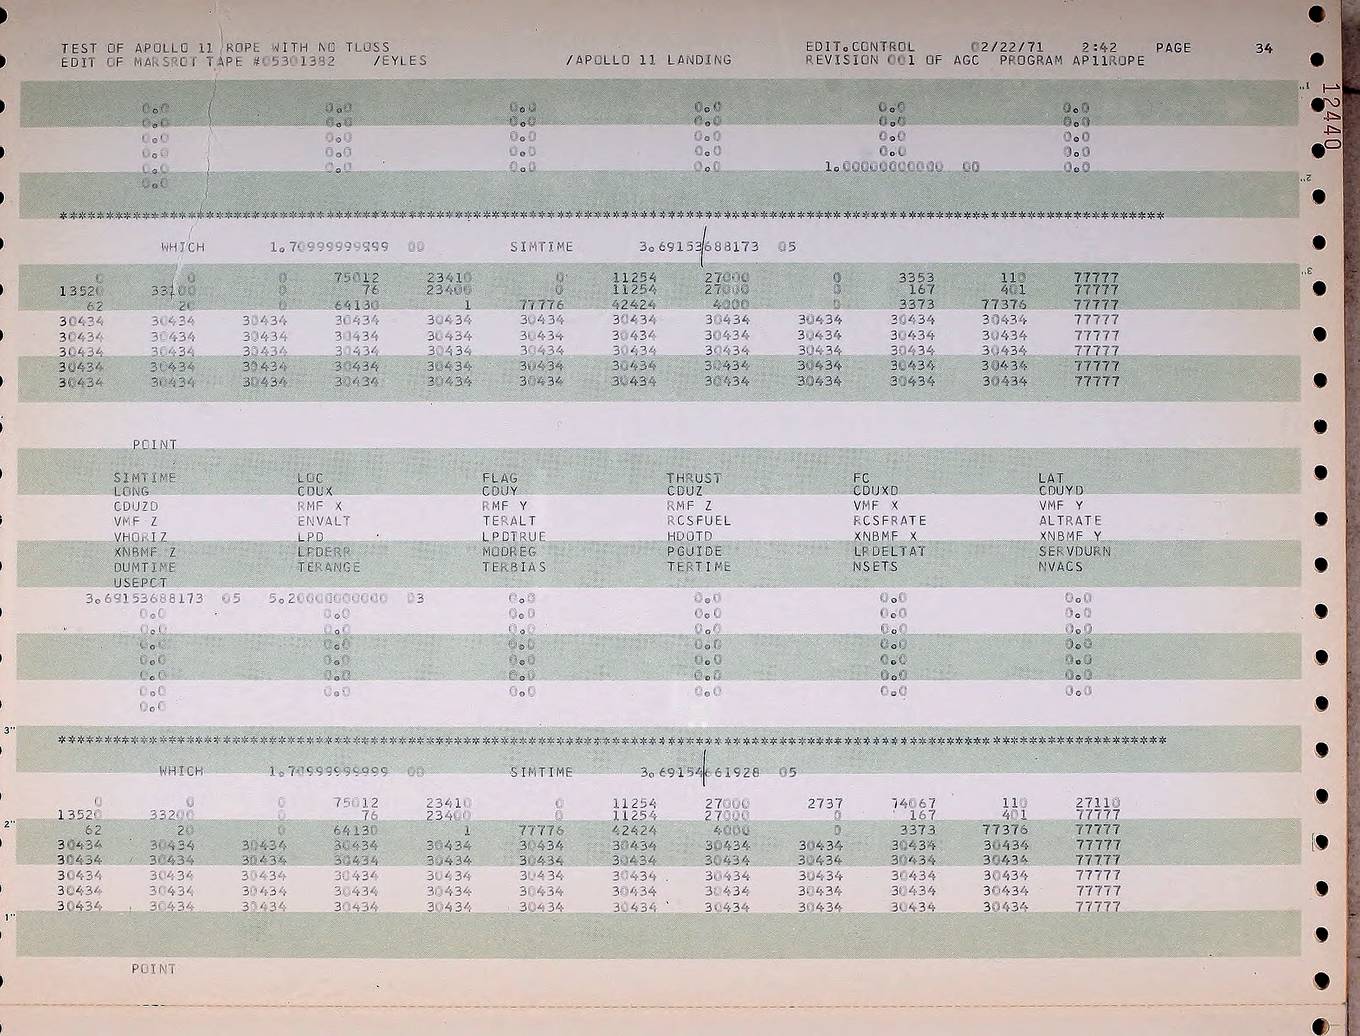 TEST OF APOLLO 11 ROPE WITH NO TLOSS EDIT.CONTROL 02/22/71 2:42 PAGE 34
EDIT OF MARSROT TAPE #05301382 /EYLES /APOLLO 11 LANDING REVISION 001 OF AGC PROGRAM AP11ROPE
12440
0.0 0.0 0.0 0.0 0.0 0.0
0.0 0.0 0.0 0.0 0.0 0.0
0.0 0.0 0.0 0.0 0.0 0.0
0.0 0.0 0.0 0.0 0.0 0.0
0.0 0.0 0.0 0.0 1.00000000000 00 0.0
0.0
************************************************************************************************************************
WHICH 1.70999999999 00 SIMTIME 3.69153688173 05
0 0 0 75012 23410 0 11254 27000 0 3353 110 77777
13520 33200 0 76 23400 0 11254 27000 0 167 401 77777
62 20 0 64130 1 77776 42424 4000 0 3373 77376 77777
30434 30434 30434 30434 30434 30434 30434 30434 30434 30434 30434 77777
30434 30434 30434 30434 30434 30434 30434 30434 30434 30434 30434 77777
30434 30434 30434 30434 30434 30434 30434 30434 30434 30434 30434 77777
30434 30434 30434 30434 30434 30434 30434 30434 30434 30434 30434 77777
30434 30434 30434 30434 30434 30434 30434 30434 30434 30434 30434 77777
POINT
SIMTIME LOC FLAG THRUST FC LAT
LONG CDUX CDUY CDUZ CDUXD CDUYD
CDUZD RMF X RMF Y RMF Z VMF X VMF Y
VMF Z ENVALT TERALT RCSFUEL RCSFRATE ALTRATE
VHORIZ LPD LPDTRUE HDOTD XNBMF X XNBMF Y
XNBMF Z LPDERR MODREG PGUIDE LRDELTAT SERVDURN
DUMTIME TERANGE TERBIAS TERTIME NSETS NVACS
USEPCT
3.69153688173 05 5.20000000000 03 0.0 0.0 0.0 0.0
0.0 0.0 0.0 0.0 0.0 0.0
0.0 0.0 0.0 0.0 0.0 0.0
0.0 0.0 0.0 0.0 0.0 0.0
0.0 0.0 0.0 0.0 0.0 0.0
0.0 0.0 0.0 0.0 0.0 0.0
0.0 0.0 0.0 0.0 0.0 0.0
0.0
************************************************************************************************************************
WHICH 1.70999999999 00 SIMTIME 3.69154661928 05
0 0 0 75012 23410 0 11254 27000 2737 74067 110 27110
13520 33200 0 76 23400 0 11254 27000 0 167 401 77777
62 20 0 64130 1 77776 42424 4000 0 3373 77376 77777
30434 30434 30434 30434 30434 30434 30434 30434 30434 30434 30434 77777
30434 30434 30434 30434 30434 30434 30434 30434 30434 30434 30434 77777
30434 30434 30434 30434 30434 30434 30434 30434 30434 30434 30434 77777
30434 30434 30434 30434 30434 30434 30434 30434 30434 30434 30434 77777
30434 30434 30434 30434 30434 30434 30434 30434 30434 30434 30434 77777
POINT
1"
2"
3"
3"
2"
1"